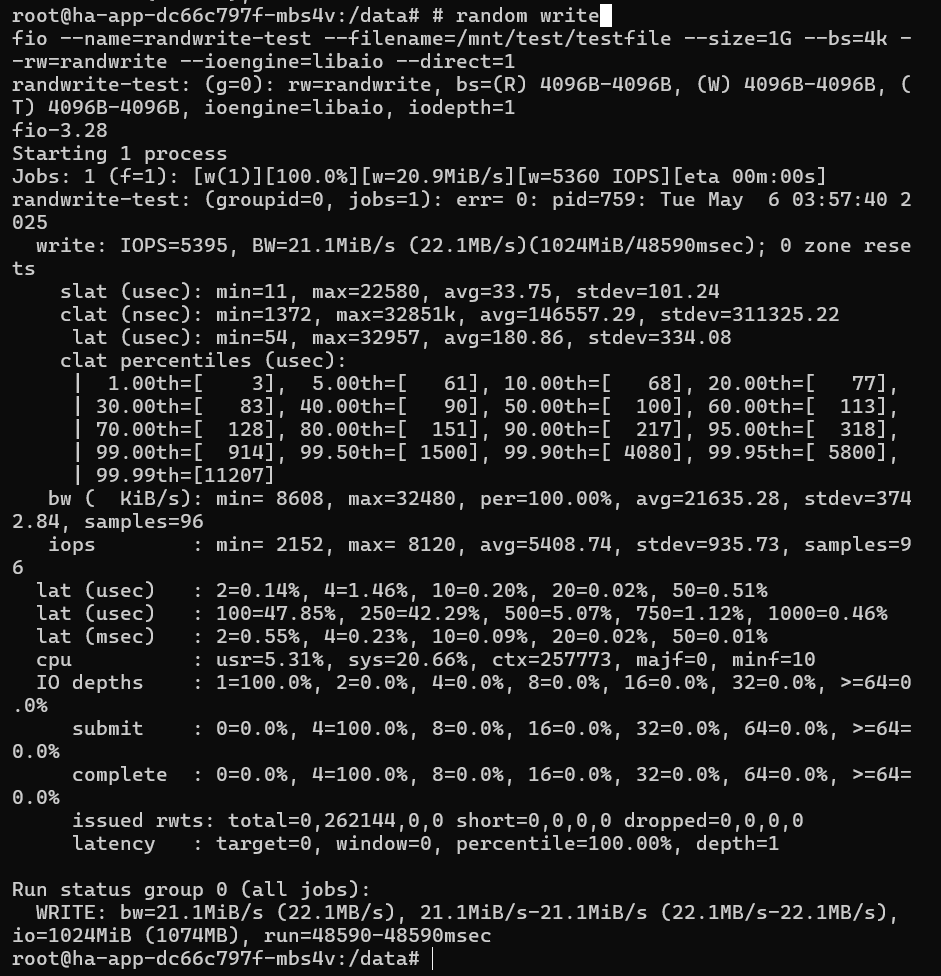 root@ha-app-dc66c797f-mbs4v:/data# # random write
fio --name=randwrite-test --filename=/mnt/test/testfile --size=1G --bs=4k -
-rw=randwrite --ioengine=libaio --direct=1
randwrite-test: (g=0): rw=randwrite, bs=(R) 4096B-4096B, (W) 4096B-4096B, (
T) 4096B-4096B, ioengine=libaio, iodepth=1
fio-3.28
Starting 1 process
Jobs: 1 (f=1): [w(1)][100.0%][w=20.9MiB/s][w=5360 IOPS][eta 00m:00s]
randwrite-test: (groupid=0, jobs=1): err= 0: pid=759: Tue May  6 03:57:40 2
025
  write: IOPS=5395, BW=21.1MiB/s (22.1MB/s)(1024MiB/48590msec); 0 zone rese
ts
    slat (usec): min=11, max=22580, avg=33.75, stdev=101.24
    clat (nsec): min=1372, max=32851k, avg=146557.29, stdev=311325.22
     lat (usec): min=54, max=32957, avg=180.86, stdev=334.08
    clat percentiles (usec):
     |  1.00th=[    3],  5.00th=[   61], 10.00th=[   68], 20.00th=[   77],
     | 30.00th=[   83], 40.00th=[   90], 50.00th=[  100], 60.00th=[  113],
     | 70.00th=[  128], 80.00th=[  151], 90.00th=[  217], 95.00th=[  318],
     | 99.00th=[  914], 99.50th=[ 1500], 99.90th=[ 4080], 99.95th=[ 5800],
     | 99.99th=[11207]
   bw (  KiB/s): min= 8608, max=32480, per=100.00%, avg=21635.28, stdev=374
2.84, samples=96
   iops        : min= 2152, max= 8120, avg=5408.74, stdev=935.73, samples=9
6
  lat (usec)   : 2=0.14%, 4=1.46%, 10=0.20%, 20=0.02%, 50=0.51%
  lat (usec)   : 100=47.85%, 250=42.29%, 500=5.07%, 750=1.12%, 1000=0.46%
  lat (msec)   : 2=0.55%, 4=0.23%, 10=0.09%, 20=0.02%, 50=0.01%
  cpu          : usr=5.31%, sys=20.66%, ctx=257773, majf=0, minf=10
  IO depths    : 1=100.0%, 2=0.0%, 4=0.0%, 8=0.0%, 16=0.0%, 32=0.0%, >=64=0
.0%
     submit    : 0=0.0%, 4=100.0%, 8=0.0%, 16=0.0%, 32=0.0%, 64=0.0%, >=64=
0.0%
     complete  : 0=0.0%, 4=100.0%, 8=0.0%, 16=0.0%, 32=0.0%, 64=0.0%, >=64=
0.0%
     issued rwts: total=0,262144,0,0 short=0,0,0,0 dropped=0,0,0,0
     latency   : target=0, window=0, percentile=100.00%, depth=1

Run status group 0 (all jobs):
  WRITE: bw=21.1MiB/s (22.1MB/s), 21.1MiB/s-21.1MiB/s (22.1MB/s-22.1MB/s),
io=1024MiB (1074MB), run=48590-48590msec
root@ha-app-dc66c797f-mbs4v:/data#